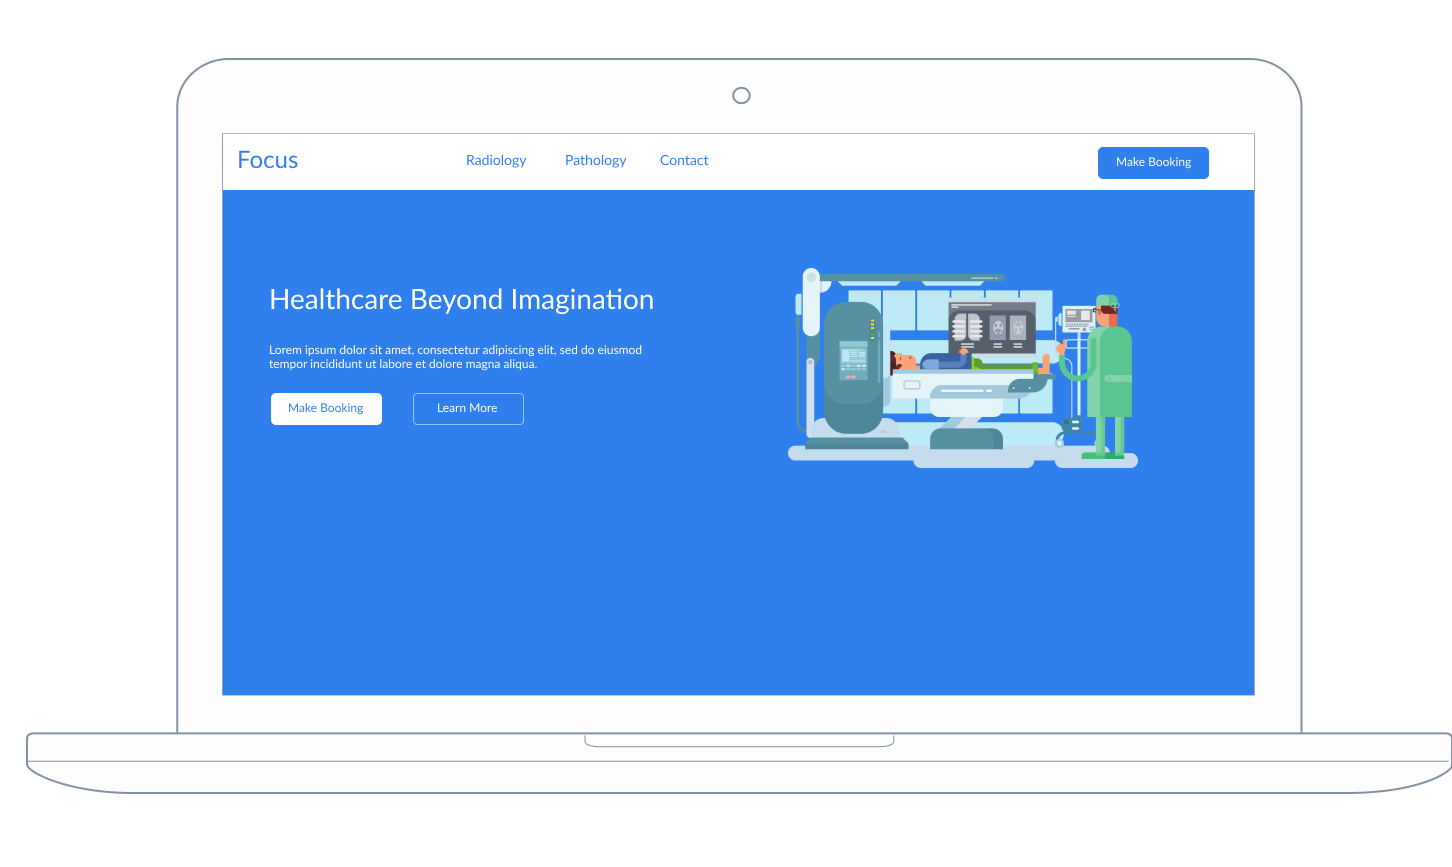 Focus
Radiology
Pathology
Contact
Make Booking
Healthcare Beyond Imagination
Lorem ipsum dolor sit amet, consectetur adipiscing elit, sed do eiusmod
tempor incididunt ut labore et dolore magna aliqua.
Make Booking
Learn More